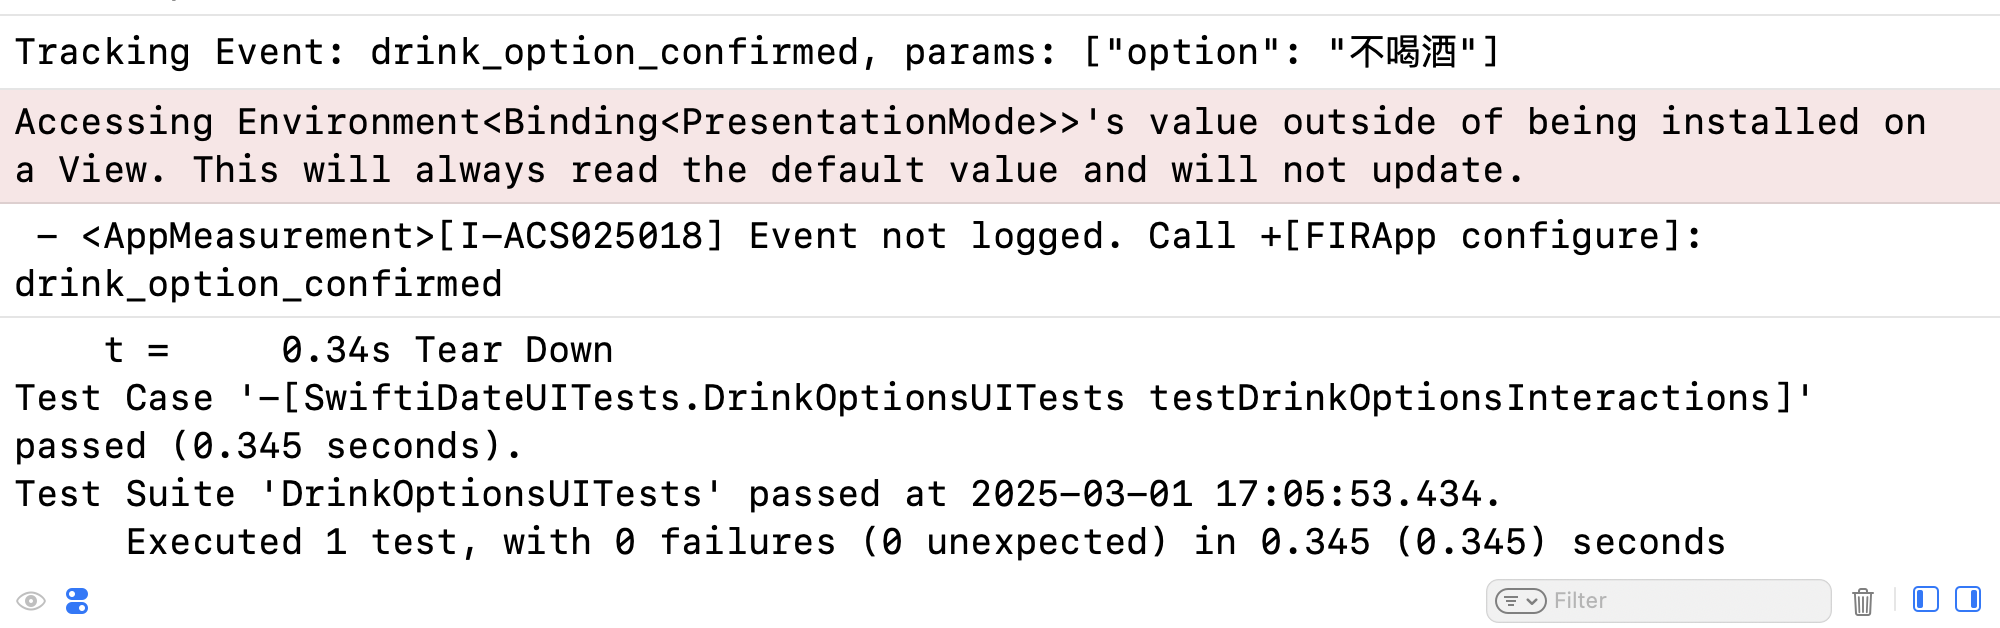 Tracking Event: drink_option_confirmed, params: ["option": "不喝酒"]
Accessing Environment<Binding<PresentationMode>>'s value outside of being installed on
a View. This will always read the default value and will not update.
 - <AppMeasurement>[I-ACS025018] Event not logged. Call +[FIRApp configure]:
drink_option_confirmed
    t =     0.34s Tear Down
Test Case '-[SwiftiDateUITests.DrinkOptionsUITests testDrinkOptionsInteractions]'
passed (0.345 seconds).
Test Suite 'DrinkOptionsUITests' passed at 2025-03-01 17:05:53.434.
     Executed 1 test, with 0 failures (0 unexpected) in 0.345 (0.345) seconds
Filter